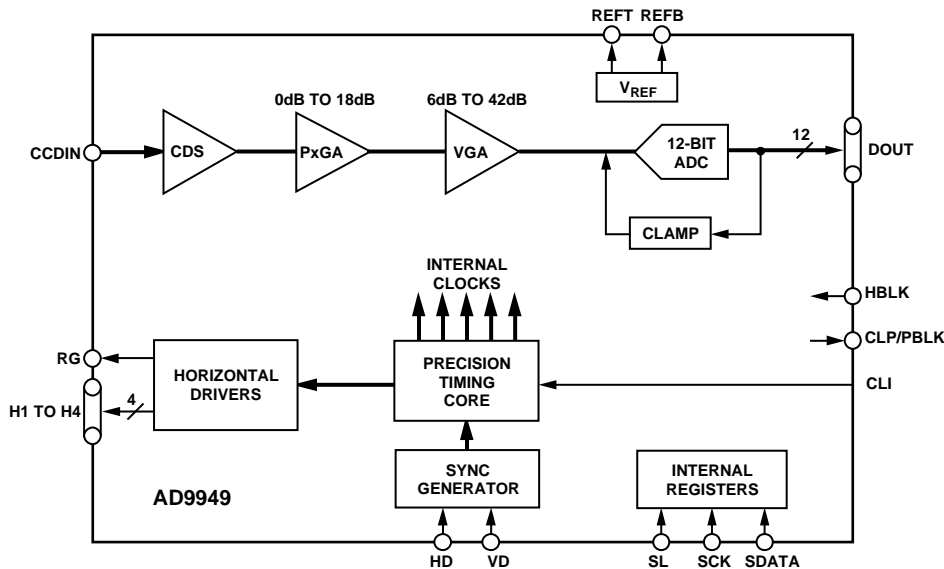 REFT REFB
V_REF
0dB TO 18dB
6dB TO 42dB
CCDIN
CDS
PxGA
VGA
12-BIT
ADC
12
DOUT
CLAMP
INTERNAL
CLOCKS
HBLK
CLP/PBLK
RG
HORIZONTAL
DRIVERS
PRECISION
TIMING
CORE
CLI
H1 TO H4
4
SYNC
GENERATOR
INTERNAL
REGISTERS
AD9949
HD VD SL SCK SDATA